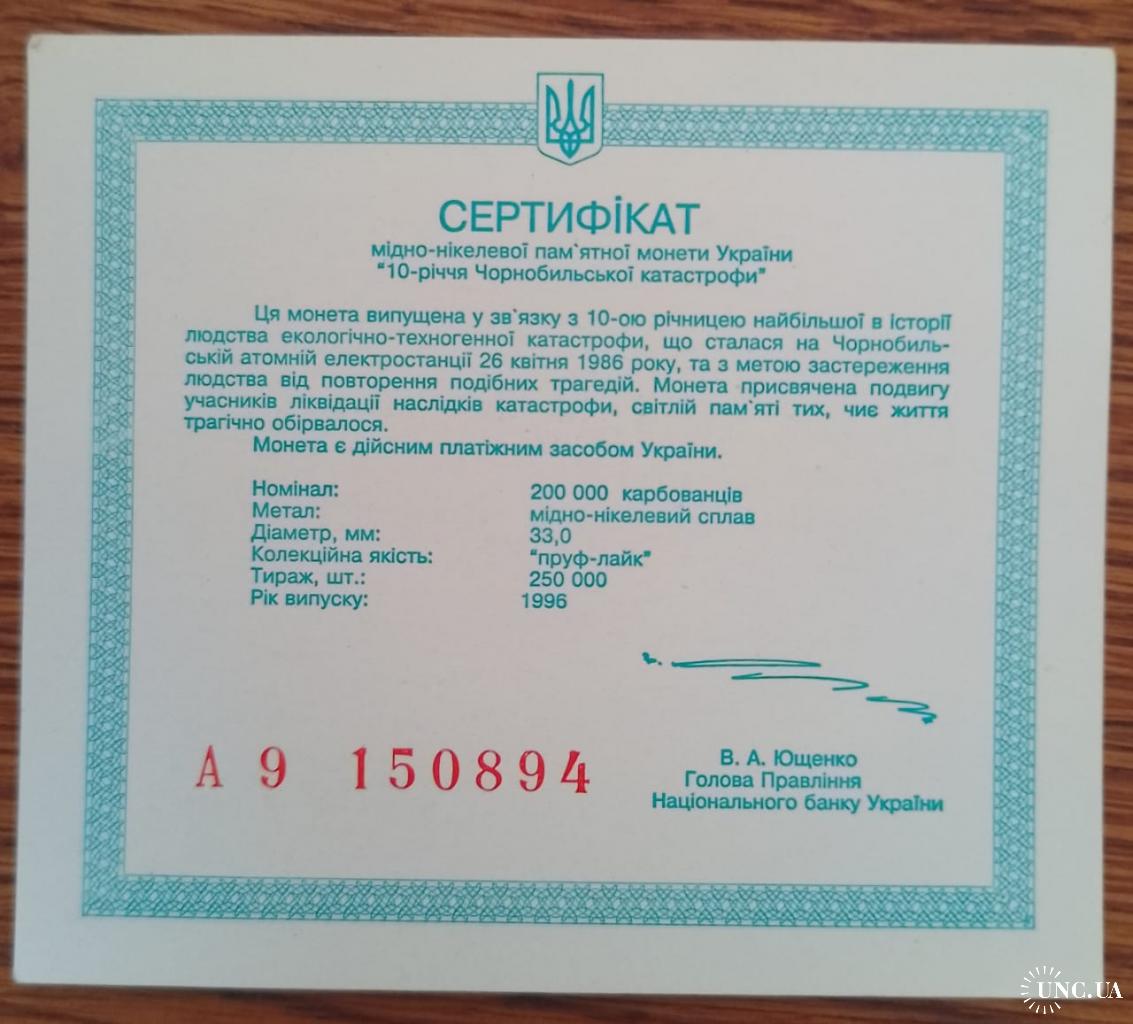 СЕРТИФІКАТ
мідно-нікелевої пам`ятної монети України
"10-річчя Чорнобильської катастрофи"
Ця монета випущена у зв`язку з 10-ою річницею найбільшої в історії
людства екологічно-техногенної катастрофи, що сталася на Чорнобиль-
ській атомній електростанції 26 квітня 1986 року, та з метою застереження
людства від повторення подібних трагедій. Монета присвячена подвигу
учасників ліквідації наслідків катастрофи, світлій пам`яті тих, чиє життя
трагічно обірвалося.
Монета є дійсним платіжним засобом України.
Номінал: 200 000 карбованців
Метал: мідно-нікелевий сплав
Діаметр, мм: 33,0
Колекційна якість: "пруф-лайк"
Тираж, шт.: 250 000
Рік випуску: 1996
А 9 150894
В. А. Ющенко
Голова Правління
Національного банку України
UNC.UA